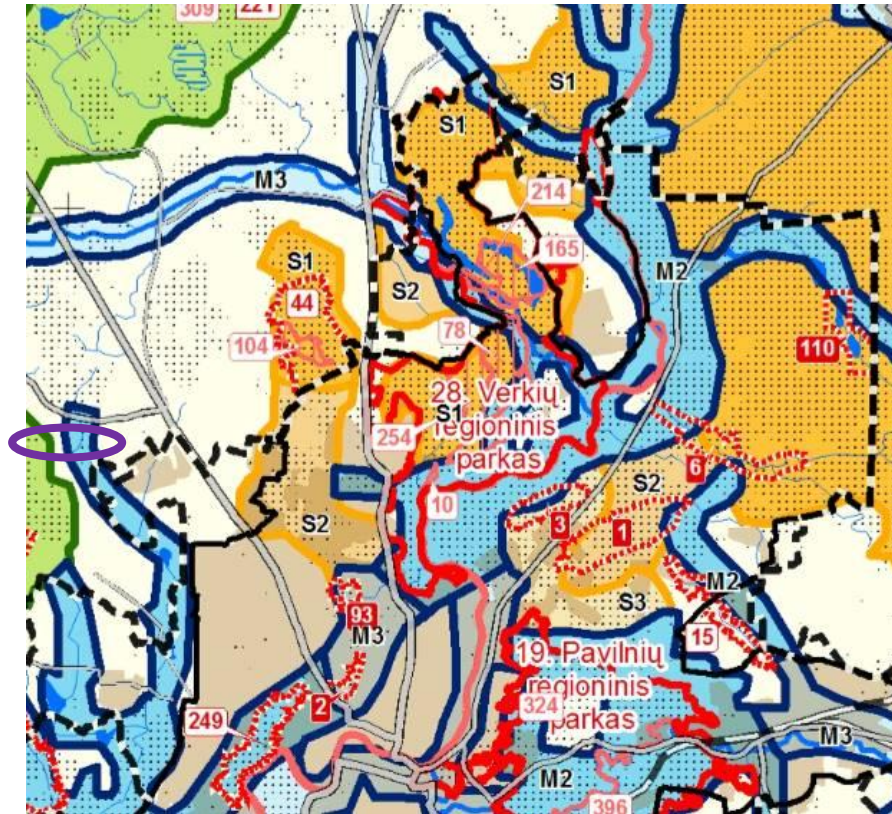 309
221
S1
S1
M3
214
165
S1
M2
S2
44
78
104
110
28. Verkių
S1
regioninis
254
parkas
6
S2
10
3
1
S2
M2
S3
93
M3
15
19. Pavilnių
regioninis
324
2
249
parkas
M3
M2
396